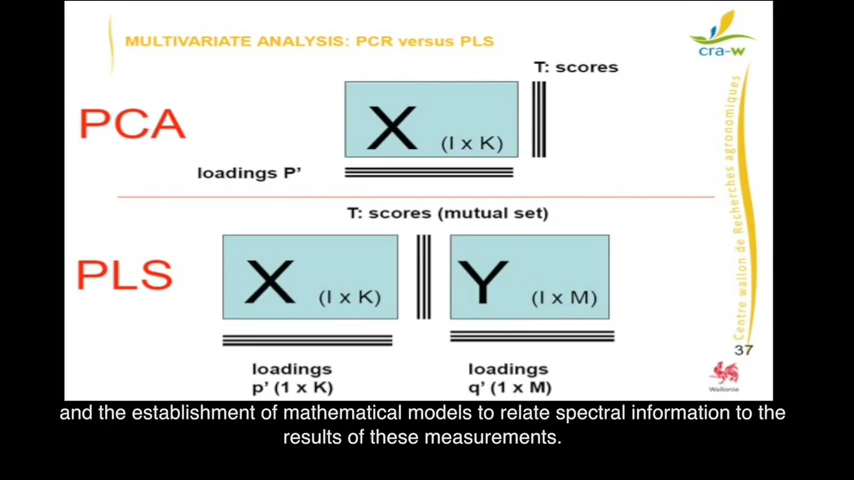 MULTIVARIATE ANALYSIS: PCR versus PLS
cra-w
T: scores
PCA
X (I x K)
loadings P'
T: scores (mutual set)
PLS
X (I x K)
Y (I x M)
loadings
p' (1 x K)
loadings
q' (1 x M)
Centre wallon de Recherches agronomiques
37
Wallonie
and the establishment of mathematical models to relate spectral information to the
results of these measurements.